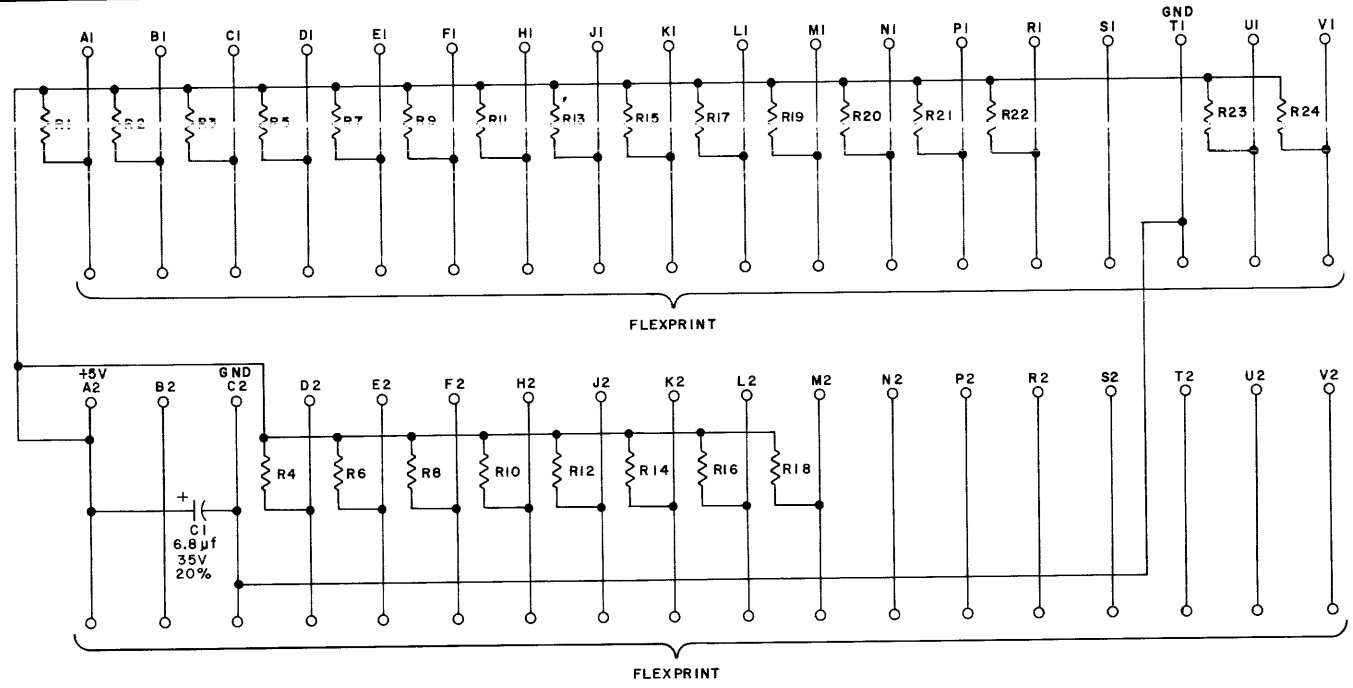 GND
A1 B1 C1 D1 E1 F1 H1 J1 K1 L1 M1 N1 P1 R1 S1 T1 U1 V1
R1 R2 R3 R5 R7 R9 R11 R13 R15 R17 R19 R20 R21 R22 R23 R24
FLEXPRINT
+5V GND
A2 B2 C2 D2 E2 F2 H2 J2 K2 L2 M2 N2 P2 R2 S2 T2 U2 V2
R4 R6 R8 R10 R12 R14 R16 R18
+
C1
6.8µf
35V
20%
FLEXPRINT